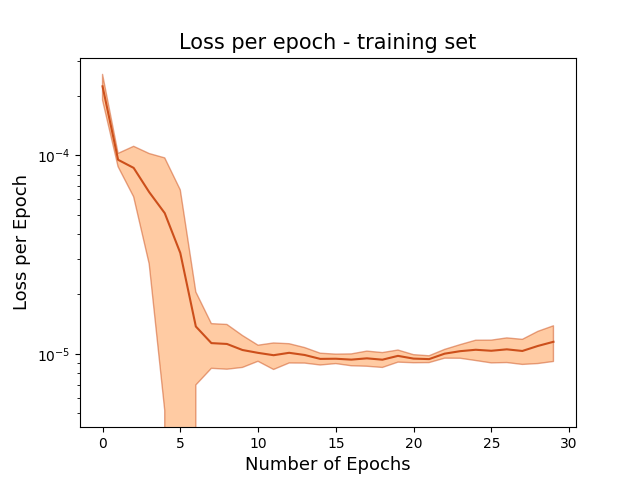 Loss per epoch - training set
Loss per Epoch
10⁻⁴
10⁻⁵
0 5 10 15 20 25 30
Number of Epochs